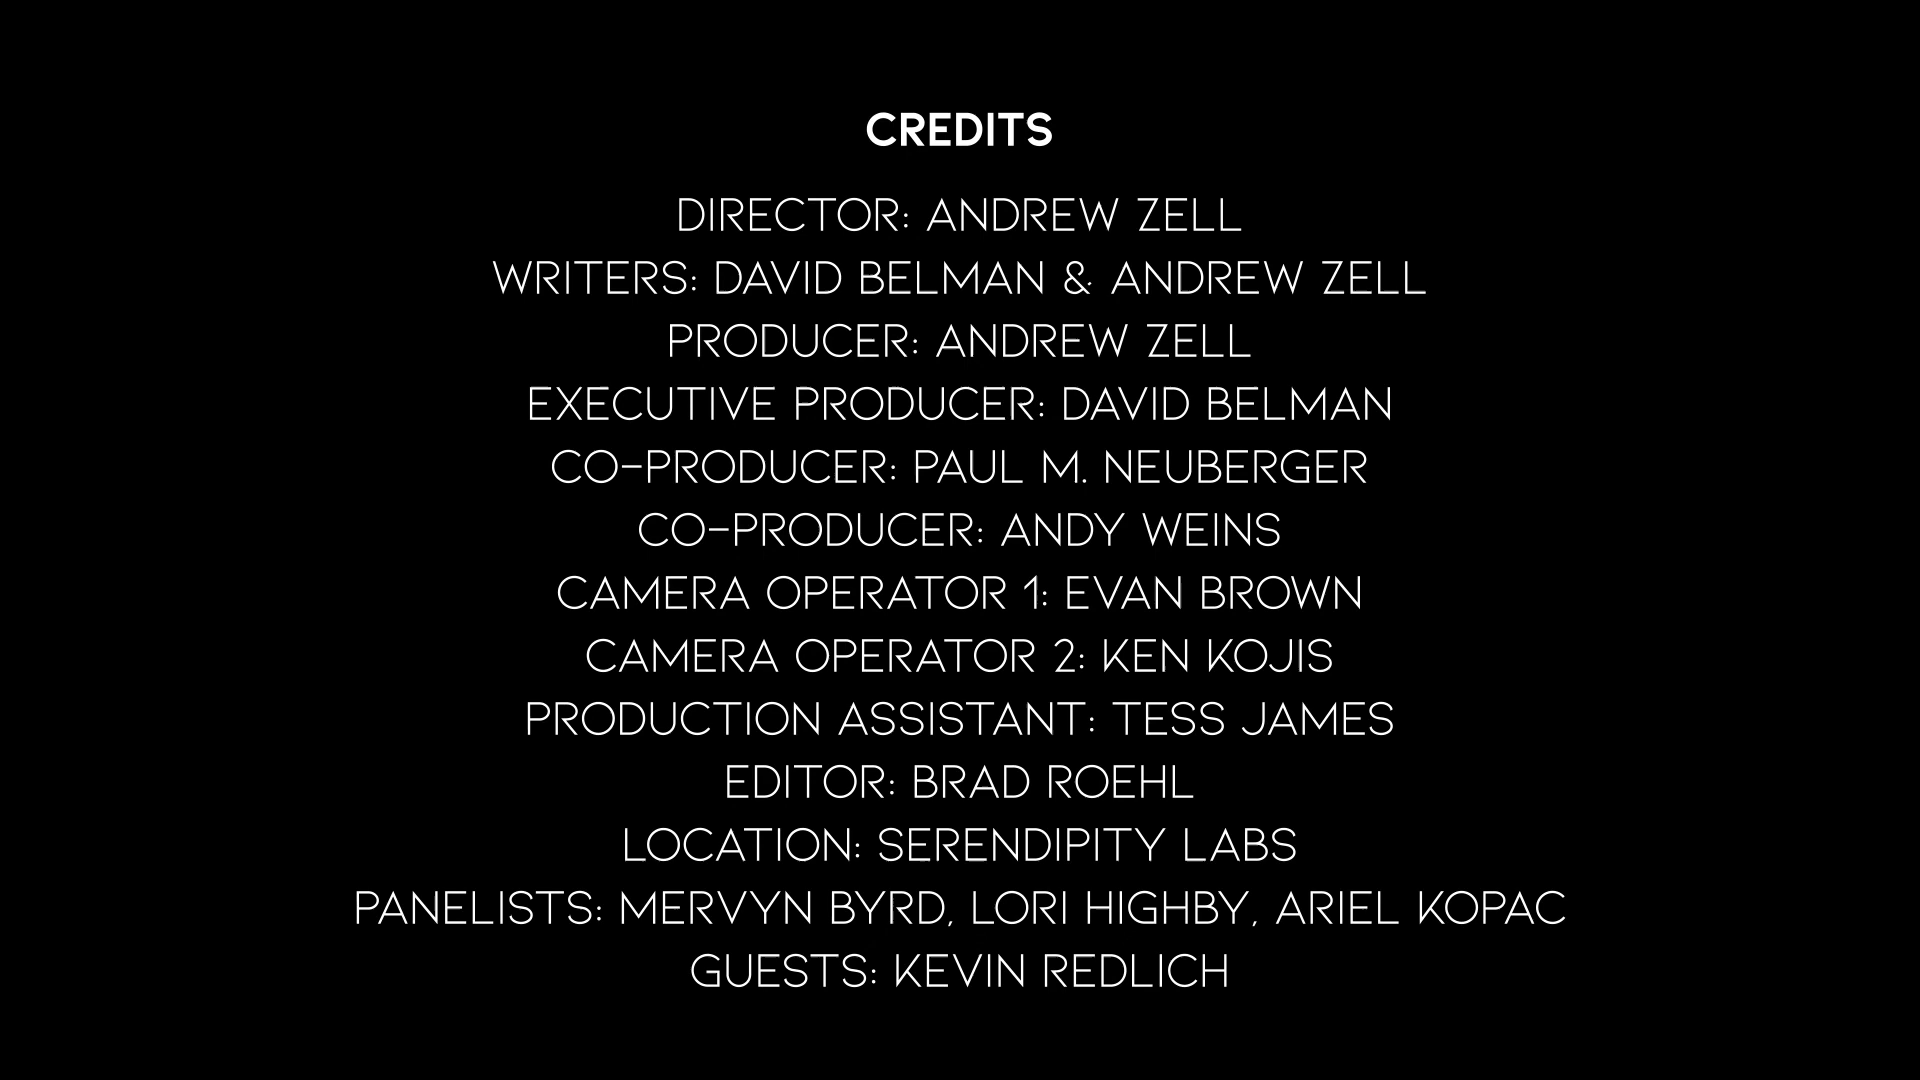 CREDITS
DIRECTOR: ANDREW ZELL
WRITERS: DAVID BELMAN & ANDREW ZELL
PRODUCER: ANDREW ZELL
EXECUTIVE PRODUCER: DAVID BELMAN
CO-PRODUCER: PAUL M. NEUBERGER
CO-PRODUCER: ANDY WEINS
CAMERA OPERATOR 1: EVAN BROWN
CAMERA OPERATOR 2: KEN KOJIS
PRODUCTION ASSISTANT: TESS JAMES
EDITOR: BRAD ROEHL
LOCATION: SERENDIPITY LABS
PANELISTS: MERVYN BYRD, LORI HIGHBY, ARIEL KOPAC
GUESTS: KEVIN REDLICH